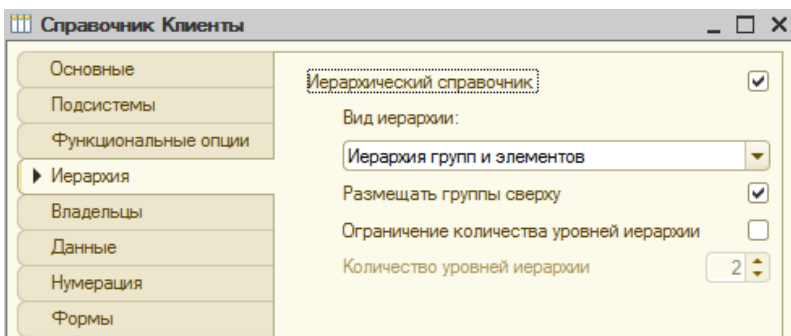 Справочник Клиенты
Основные
Подсистемы
Функциональные опции
Иерархия
Владельцы
Данные
Нумерация
Формы
Иерархический справочник
Вид иерархии:
Иерархия групп и элементов
Размещать группы сверху
Ограничение количества уровней иерархии
Количество уровней иерархии 2